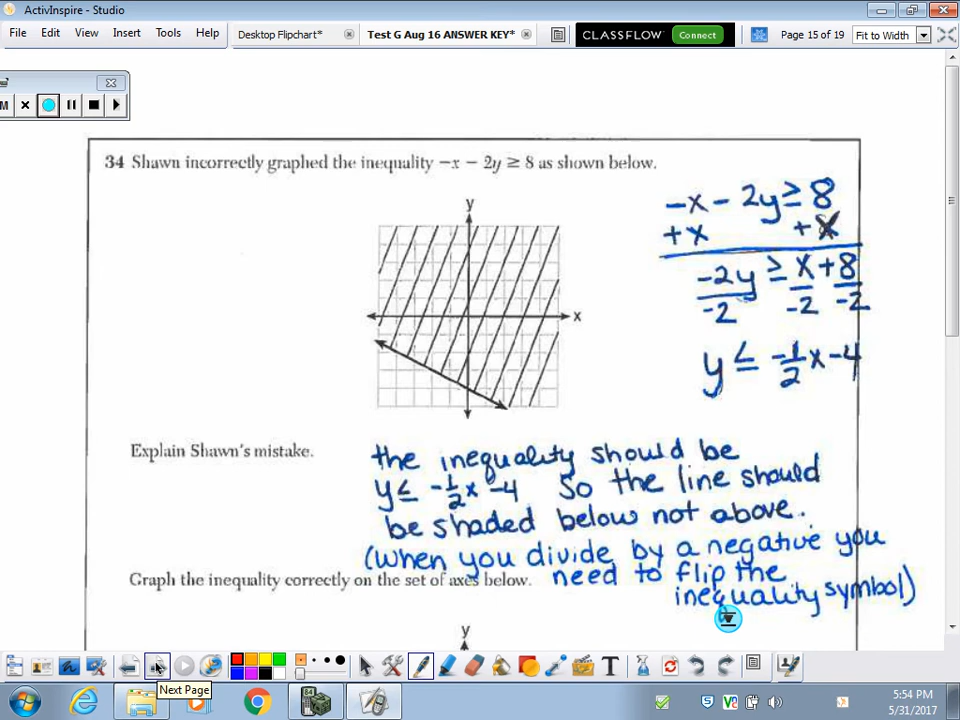 ActivInspire - Studio
File Edit View Insert Tools Help
Desktop Flipchart*
Test G Aug 16 ANSWER KEY*
CLASSFLOW Connect
Page 15 of 19
Fit to Width
M
34 Shawn incorrectly graphed the inequality −x − 2y ≥ 8 as shown below.
y
x
-x - 2y ≥ 8
+x +x
-2y ≥ x + 8
-2 -2 -2
y ≤ -1/2 x - 4
Explain Shawn's mistake.
the inequality should be
y ≤ -1/2 x - 4 So the line should
be shaded below not above.
(when you divide by a negative you
need to flip the
inequality symbol)
Graph the inequality correctly on the set of axes below.
y
Next Page
T
5:54 PM
5/31/2017